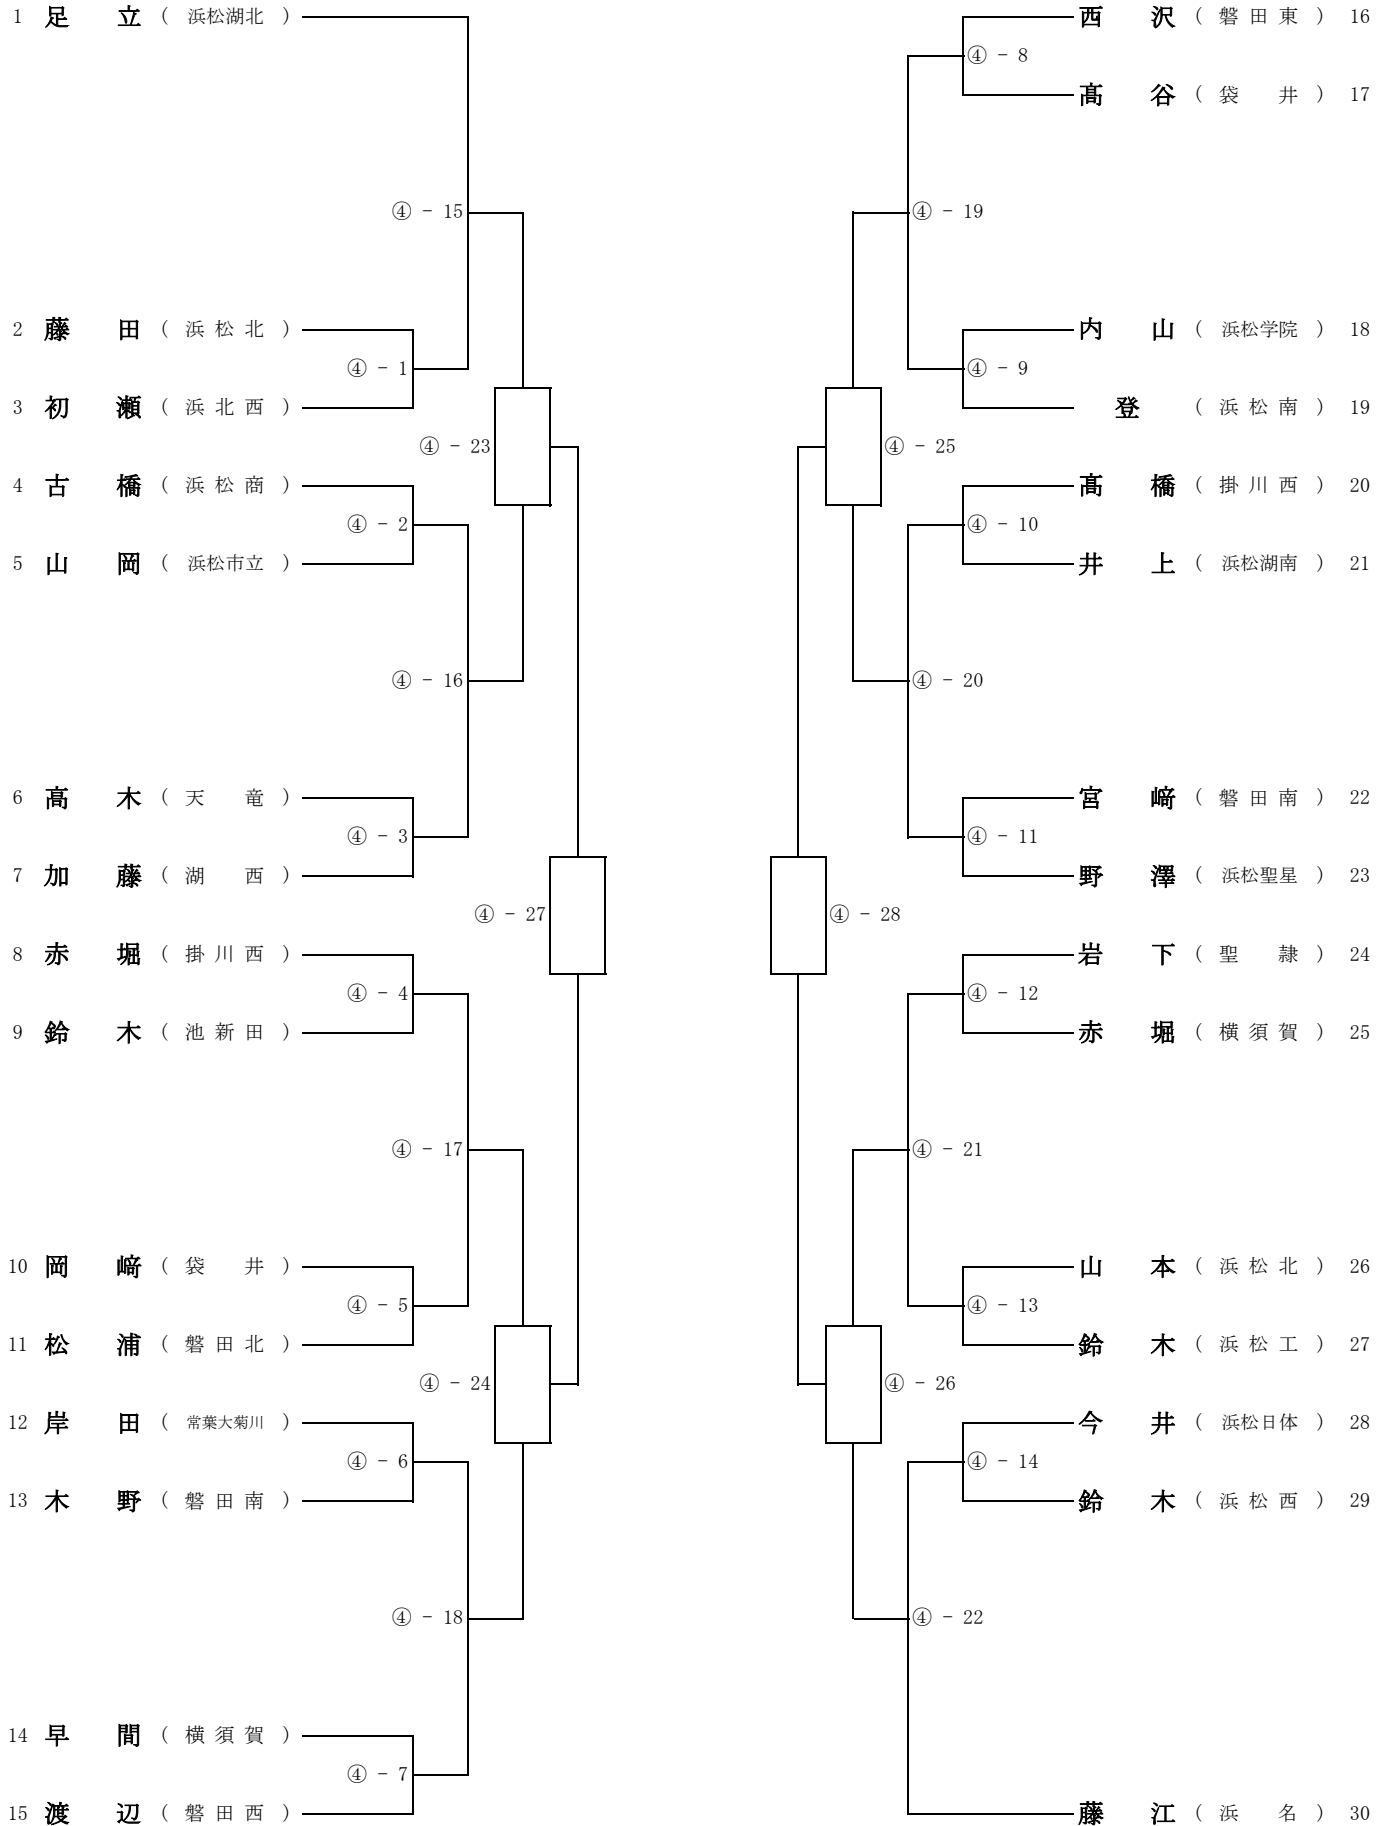 1 足 立 ( 浜松湖北 )
④ - 15
2 藤 田 ( 浜 松 北 )
④ - 1
3 初 瀬 ( 浜 北 西 )
④ - 23
4 古 橋 ( 浜 松 商 )
④ - 2
5 山 岡 ( 浜松市立 )
④ - 16
6 髙 木 ( 天 竜 )
④ - 3
7 加 藤 ( 湖 西 )
④ - 27
8 赤 堀 ( 掛 川 西 )
④ - 4
9 鈴 木 ( 池 新 田 )
④ - 17
10 岡 﨑 ( 袋 井 )
④ - 5
11 松 浦 ( 磐 田 北 )
④ - 24
12 岸 田 ( 常葉大菊川 )
④ - 6
13 木 野 ( 磐 田 南 )
④ - 18
14 早 間 ( 横 須 賀 )
④ - 7
15 渡 辺 ( 磐 田 西 )
西 沢 ( 磐 田 東 ) 16
④ - 8
髙 谷 ( 袋 井 ) 17
④ - 19
内 山 ( 浜松学院 ) 18
④ - 9
登 ( 浜 松 南 ) 19
④ - 25
髙 橋 ( 掛 川 西 ) 20
④ - 10
井 上 ( 浜松湖南 ) 21
④ - 20
宮 﨑 ( 磐 田 南 ) 22
④ - 11
野 澤 ( 浜松聖星 ) 23
④ - 28
岩 下 ( 聖 隷 ) 24
④ - 12
赤 堀 ( 横 須 賀 ) 25
④ - 21
山 本 ( 浜 松 北 ) 26
④ - 13
鈴 木 ( 浜 松 工 ) 27
④ - 26
今 井 ( 浜松日体 ) 28
④ - 14
鈴 木 ( 浜 松 西 ) 29
④ - 22
藤 江 ( 浜 名 ) 30